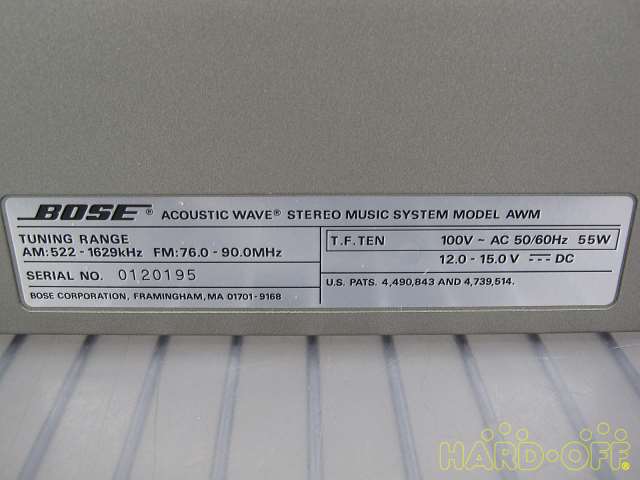 BOSE® ACOUSTIC WAVE® STEREO MUSIC SYSTEM MODEL AWM
TUNING RANGE
AM:522 - 1629kHz FM:76.0 - 90.0MHz
SERIAL NO. 0120195
BOSE CORPORATION, FRAMINGHAM, MA 01701-9168
T.F.TEN 100V ~ AC 50/60Hz 55W
12.0 - 15.0 V ⎓ DC
U.S. PATS. 4,490,843 AND 4,739,514.
HARD·OFF